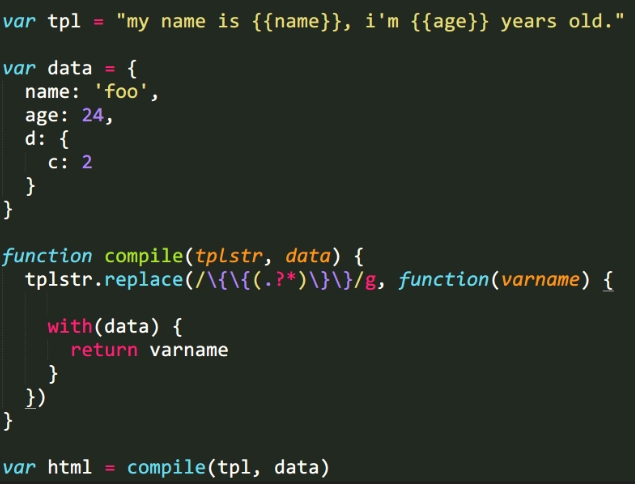 var tpl = "my name is {{name}}, i'm {{age}} years old."
var data = {
  name: 'foo',
  age: 24,
  d: {
    c: 2
  }
}
function compile(tplstr, data) {
  tplstr.replace(/\{\{(.?*)\}\}/g, function(varname) {
    with(data) {
      return varname
    }
  })
}
var html = compile(tpl, data)